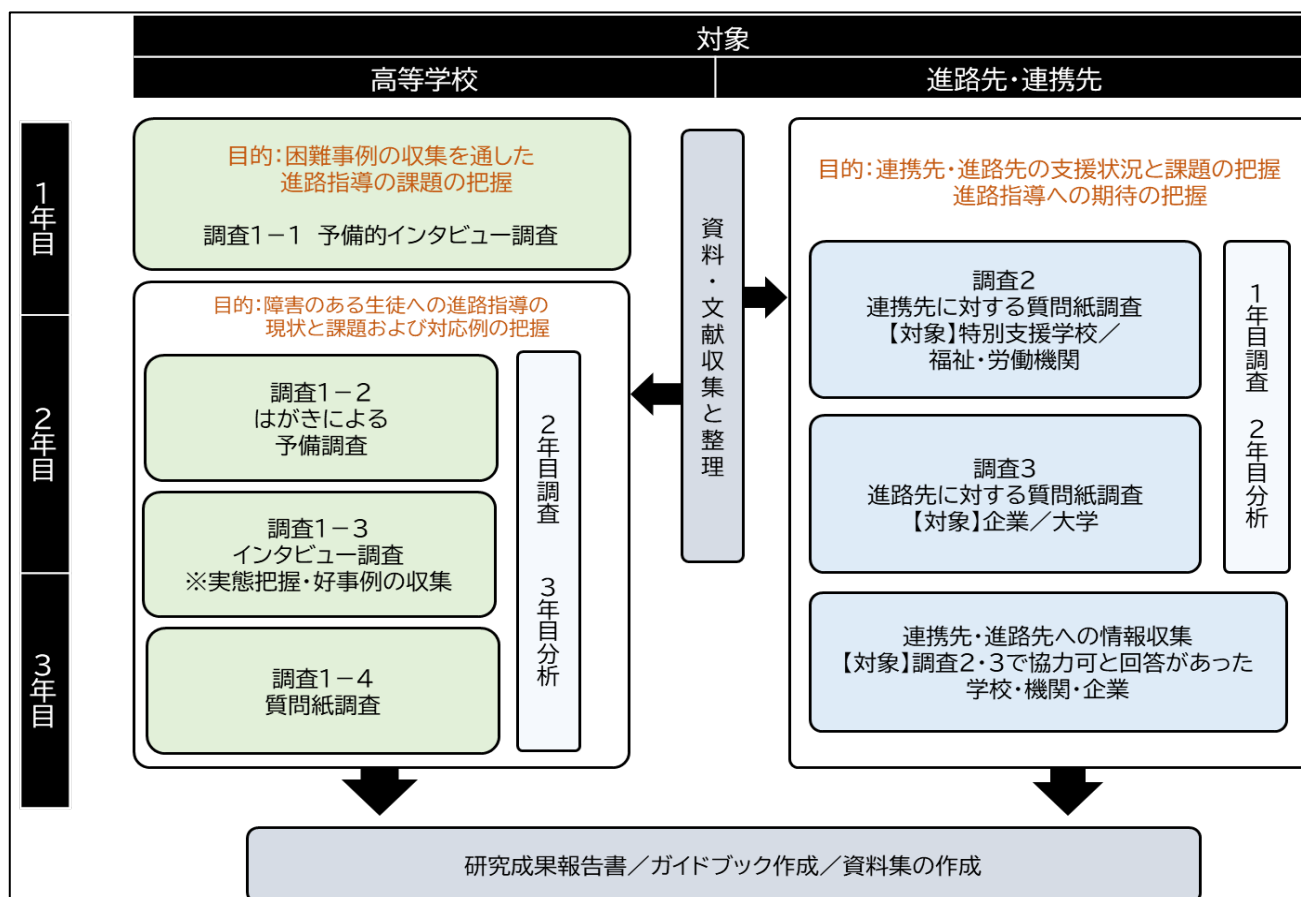 対象
高等学校
進路先・連携先
1年目
2年目
3年目
目的：困難事例の収集を通した
進路指導の課題の把握
調査1－1 予備的インタビュー調査
目的：障害のある生徒への進路指導の
現状と課題および対応例の把握
調査1－2
はがきによる
予備調査
調査1－3
インタビュー調査
※実態把握・好事例の収集
調査1－4
質問紙調査
2年目調査 3年目分析
資料・文献収集と整理
目的：連携先・進路先の支援状況と課題の把握
進路指導への期待の把握
調査2
連携先に対する質問紙調査
【対象】特別支援学校／
福祉・労働機関
調査3
進路先に対する質問紙調査
【対象】企業／大学
1年目調査 2年目分析
連携先・進路先への情報収集
【対象】調査2・3で協力可と回答があった
学校・機関・企業
研究成果報告書／ガイドブック作成／資料集の作成